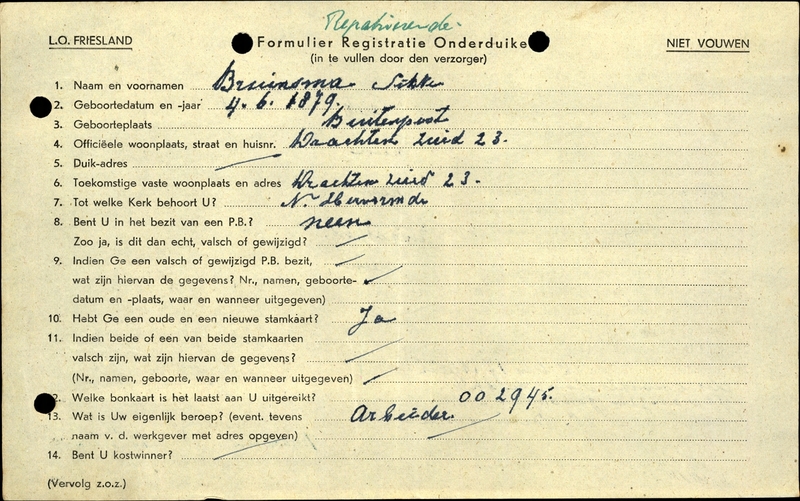 Repatrieerende.
L.O. FRIESLAND
Formulier Registratie Onderduike
NIET VOUWEN
(in te vullen door den verzorger)
1. Naam en voornamen Bruinsma Sikke
2. Geboortedatum en -jaar 4. 6. 1879.
3. Geboorteplaats Buitenpost
4. Officiëele woonplaats, straat en huisnr. Drachten Zuid 23.
5. Duik-adres
6. Toekomstige vaste woonplaats en adres Drachten Zuid 23.
7. Tot welke Kerk behoort U? N. Hervormde
8. Bent U in het bezit van een P.B.? neen
Zoo ja, is dit dan echt, valsch of gewijzigd?
9. Indien Ge een valsch of gewijzigd P.B. bezit,
wat zijn hiervan de gegevens? Nr., namen, geboorte-
datum en -plaats, waar en wanneer uitgegeven)
10. Habt Ge een oude en een nieuwe stamkaart? Ja
11. Indien beide of een van beide stamkaarten
valsch zijn, wat zijn hiervan de gegevens?
(Nr., namen, geboorte, waar en wanneer uitgegeven)
2. Welke bonkaart is het laatst aan U uitgereikt? 002945.
13. Wat is Uw eigenlijk beroep? (event. tevens Arbeider.
naam v. d. werkgever met adres opgeven)
14. Bent U kostwinner?
(Vervolg z.o.z.)